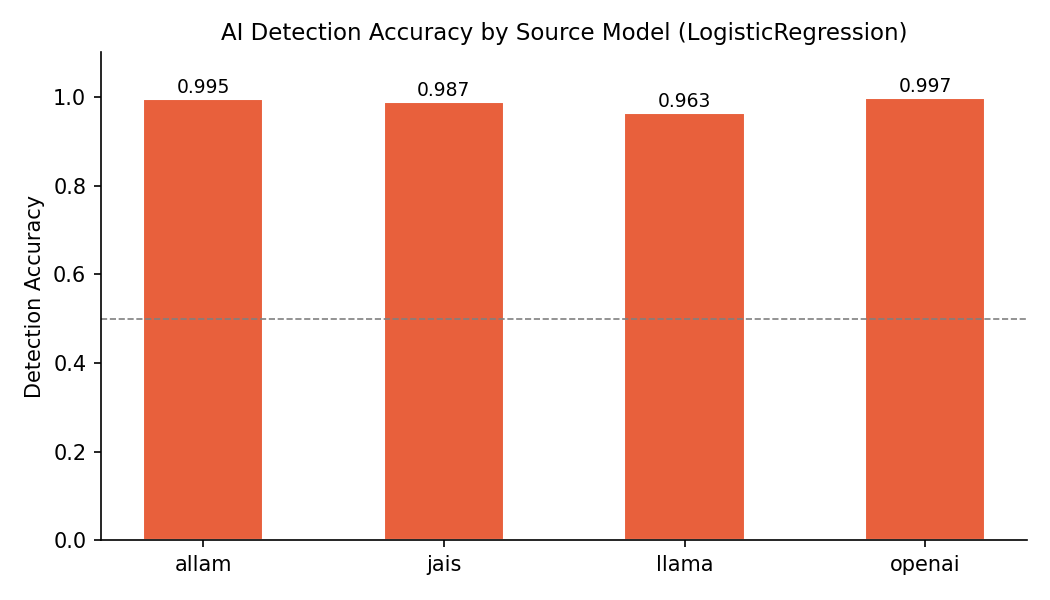 AI Detection Accuracy by Source Model (LogisticRegression)
0.995
0.987
0.963
0.997
Detection Accuracy
1.0
0.8
0.6
0.4
0.2
0.0
allam
jais
llama
openai